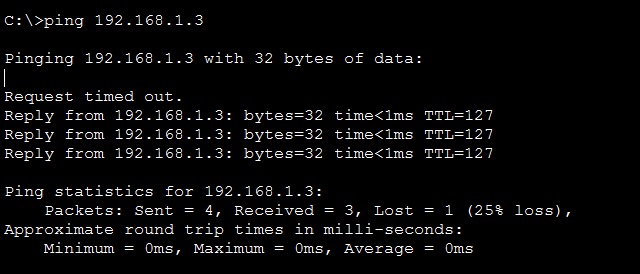 C:\>ping 192.168.1.3
Pinging 192.168.1.3 with 32 bytes of data:
Request timed out.
Reply from 192.168.1.3: bytes=32 time<1ms TTL=127
Reply from 192.168.1.3: bytes=32 time<1ms TTL=127
Reply from 192.168.1.3: bytes=32 time<1ms TTL=127
Ping statistics for 192.168.1.3:
    Packets: Sent = 4, Received = 3, Lost = 1 (25% loss),
Approximate round trip times in milli-seconds:
    Minimum = 0ms, Maximum = 0ms, Average = 0ms